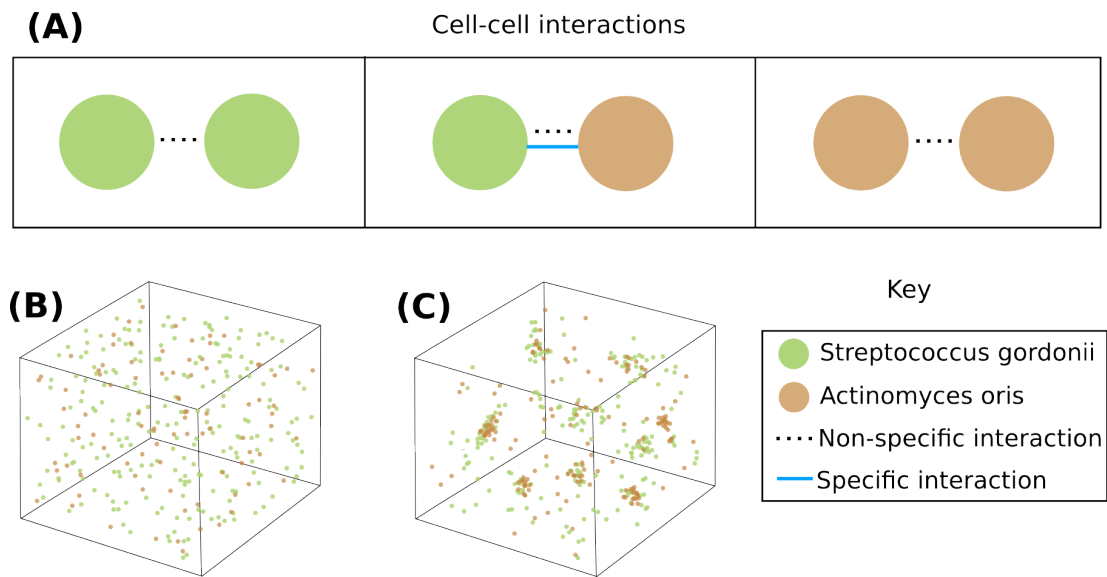 (A)
Cell-cell interactions
(B)
(C)
Key
Streptococcus gordonii
Actinomyces oris
Non-specific interaction
Specific interaction